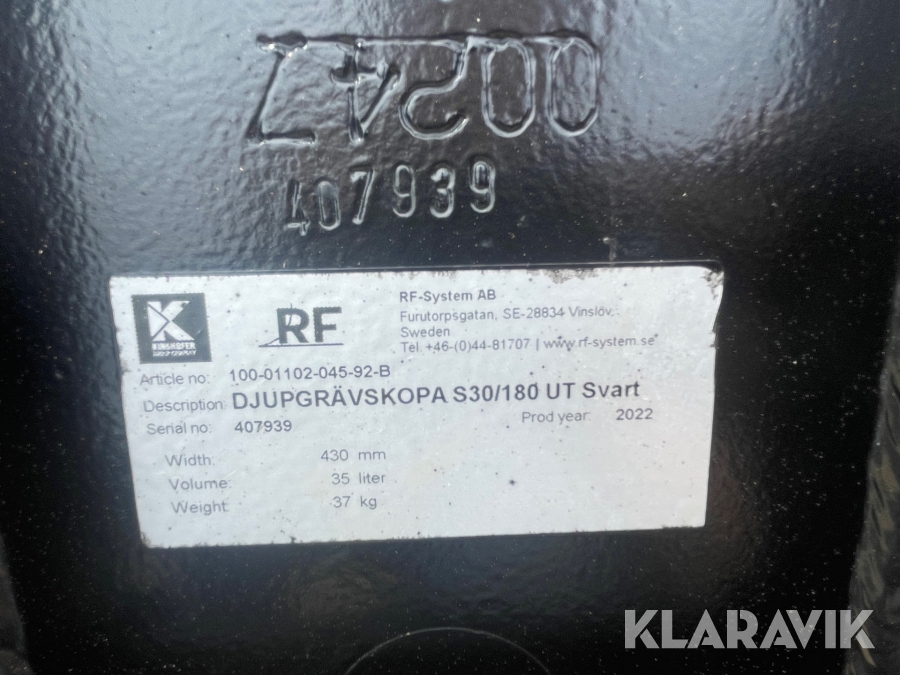 407939
K
KINSHOFER
RF
RF-System AB
Furutorpsgatan, SE-28834 Vinslöv,
Sweden
Tel. +46-(0)44-81707 | www.rf-system.se
Article no: 100-01102-045-92-B
Description: DJUPGRÄVSKOPA S30/180 UT Svart
Serial no: 407939 Prod year: 2022
Width: 430 mm
Volume: 35 liter
Weight: 37 kg
KLARAVIK